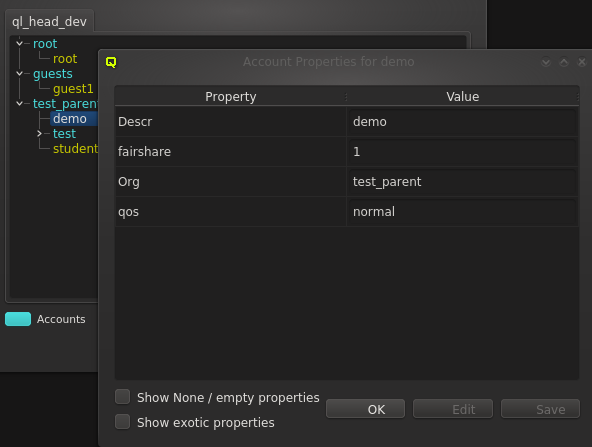 ql_head_dev
root
root
guests
guest1
test_parent
demo
test
student
Accounts
Account Properties for demo
Property Value
Descr demo
fairshare 1
Org test_parent
qos normal
Show None / empty properties
Show exotic properties
OK Edit Save